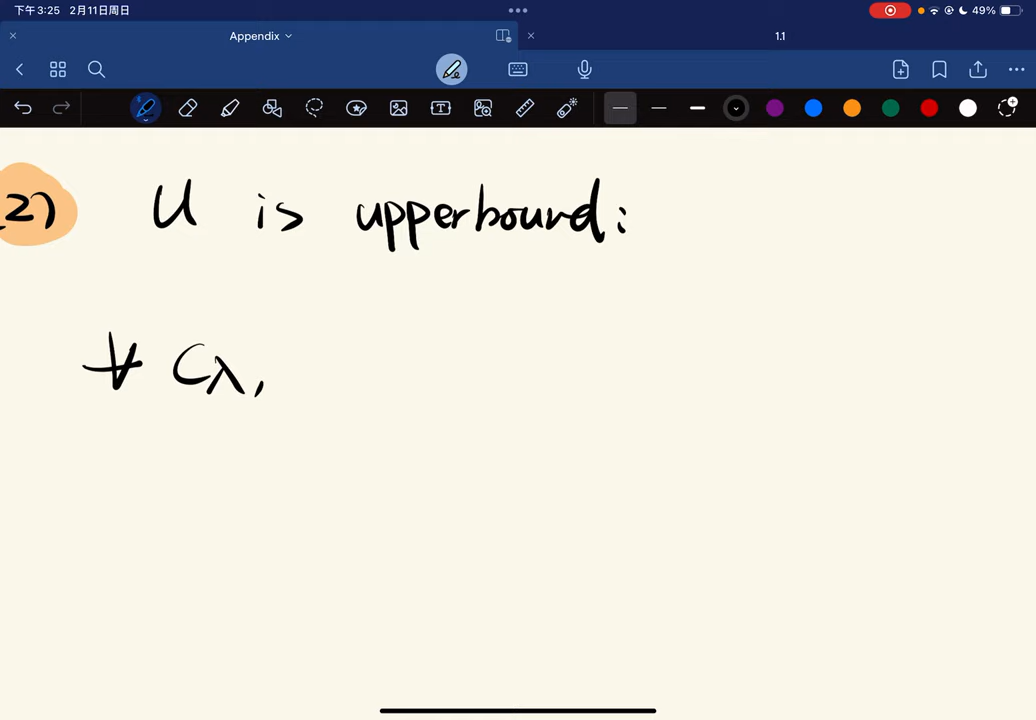 下午3:25 2月11日周日 49%
Appendix 1.1
(2) U is upperbound:
∀ Cλ,